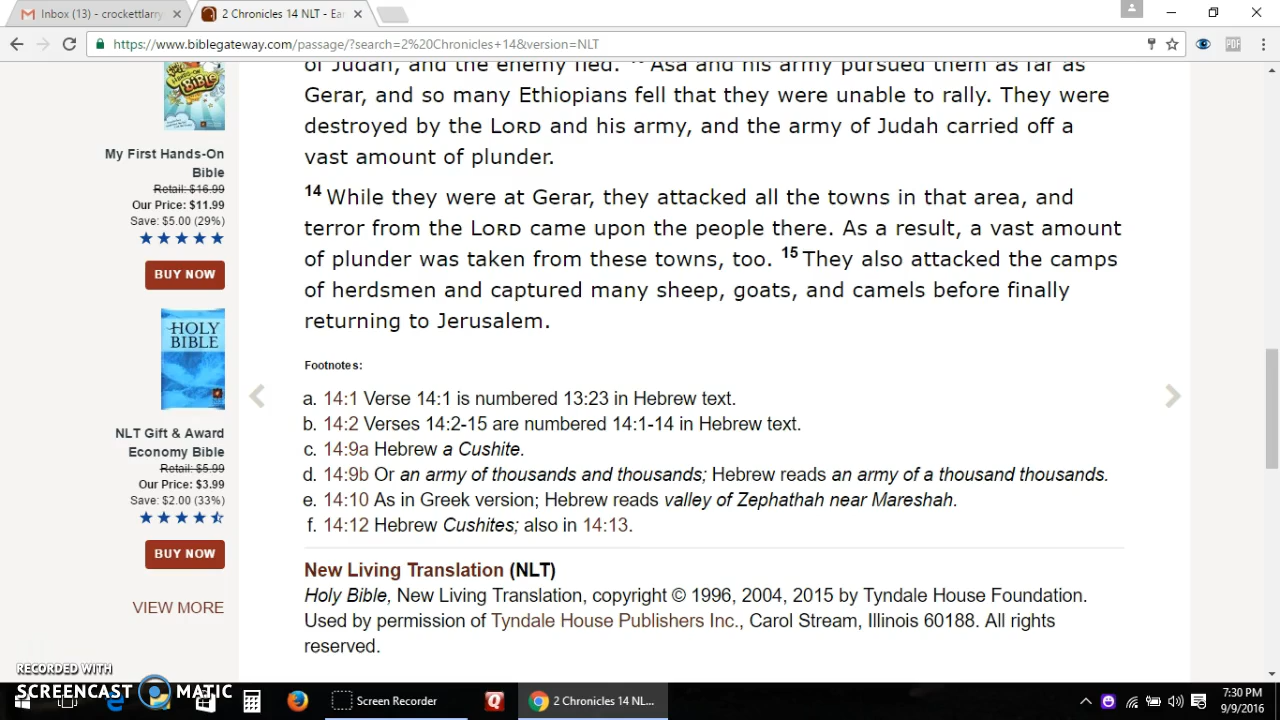 Inbox (13) - crockettlarry
2 Chronicles 14 NLT - Ea
https://www.biblegateway.com/passage/?search=2%20Chronicles+14&version=NLT
of Judah, and the enemy fled. Asa and his army pursued them as far as
Gerar, and so many Ethiopians fell that they were unable to rally. They were
destroyed by the LORD and his army, and the army of Judah carried off a
vast amount of plunder.
14 While they were at Gerar, they attacked all the towns in that area, and
terror from the LORD came upon the people there. As a result, a vast amount
of plunder was taken from these towns, too. 15 They also attacked the camps
of herdsmen and captured many sheep, goats, and camels before finally
returning to Jerusalem.
Footnotes:
a. 14:1 Verse 14:1 is numbered 13:23 in Hebrew text.
b. 14:2 Verses 14:2-15 are numbered 14:1-14 in Hebrew text.
c. 14:9a Hebrew a Cushite.
d. 14:9b Or an army of thousands and thousands; Hebrew reads an army of a thousand thousands.
e. 14:10 As in Greek version; Hebrew reads valley of Zephathah near Mareshah.
f. 14:12 Hebrew Cushites; also in 14:13.
New Living Translation (NLT)
Holy Bible, New Living Translation, copyright © 1996, 2004, 2015 by Tyndale House Foundation.
Used by permission of Tyndale House Publishers Inc., Carol Stream, Illinois 60188. All rights
reserved.
BIBLE
My First Hands-On
Bible
Retail: $16.99
Our Price: $11.99
Save: $5.00 (29%)
BUY NOW
HOLY
BIBLE
NLT Gift & Award
Economy Bible
Retail: $5.99
Our Price: $3.99
Save: $2.00 (33%)
BUY NOW
VIEW MORE
RECORDED WITH
SCREENCAST MATIC
Screen Recorder
2 Chronicles 14 NL...
7:30 PM
9/9/2016
PDF